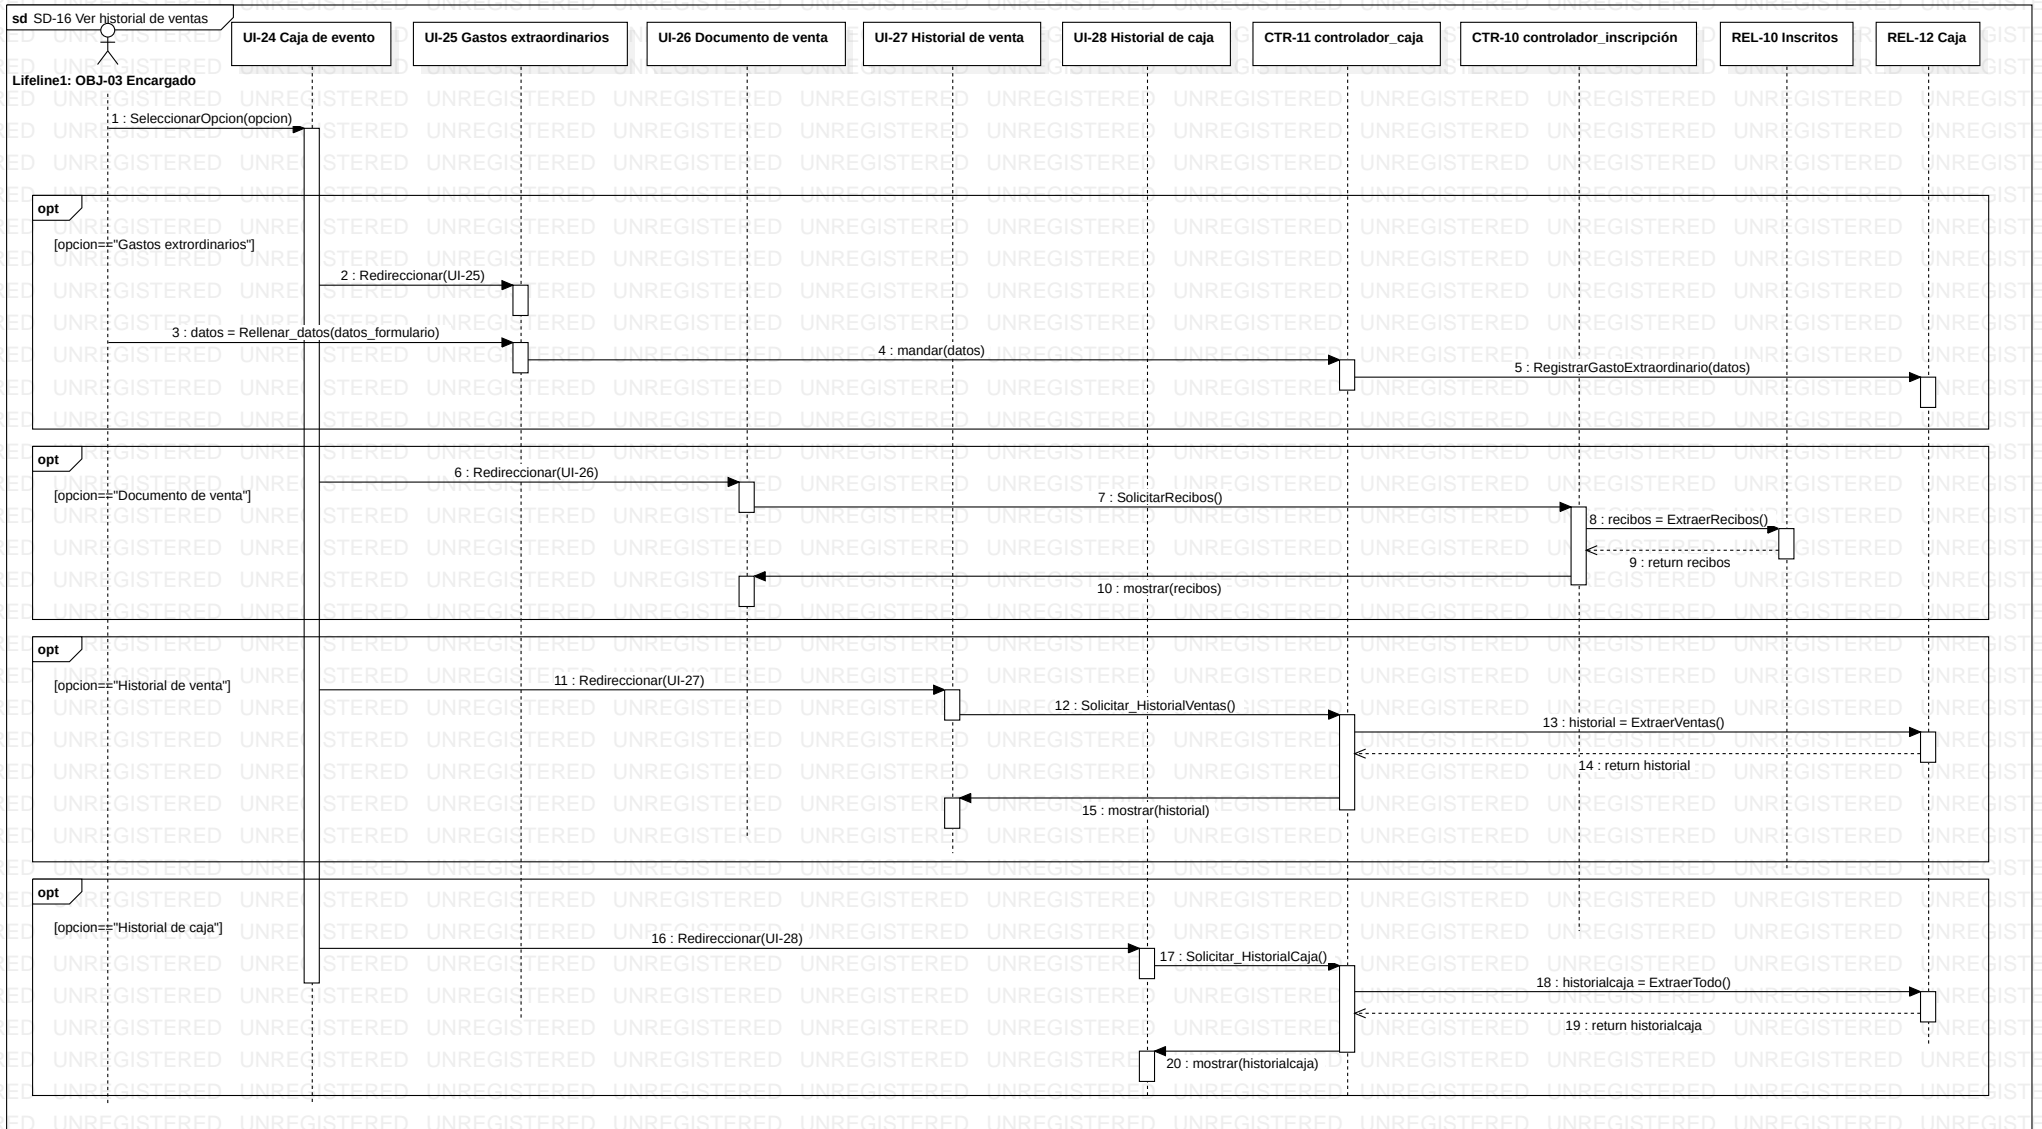 sd SD-16 Ver historial de ventas
UI-24 Caja de evento
UI-25 Gastos extraordinarios
UI-26 Documento de venta
UI-27 Historial de venta
UI-28 Historial de caja
CTR-11 controlador_caja
CTR-10 controlador_inscripción
REL-10 Inscritos
REL-12 Caja
Lifeline1: OBJ-03 Encargado
1 : SeleccionarOpcion(opcion)
opt
[opcion=="Gastos extrordinarios"]
2 : Redireccionar(UI-25)
3 : datos = Rellenar_datos(datos_formulario)
4 : mandar(datos)
5 : RegistrarGastoExtraordinario(datos)
opt
[opcion=="Documento de venta"]
6 : Redireccionar(UI-26)
7 : SolicitarRecibos()
8 : recibos = ExtraerRecibos()
9 : return recibos
10 : mostrar(recibos)
opt
[opcion=="Historial de venta"]
11 : Redireccionar(UI-27)
12 : Solicitar_HistorialVentas()
13 : historial = ExtraerVentas()
14 : return historial
15 : mostrar(historial)
opt
[opcion=="Historial de caja"]
16 : Redireccionar(UI-28)
17 : Solicitar_HistorialCaja()
18 : historialcaja = ExtraerTodo()
19 : return historialcaja
20 : mostrar(historialcaja)
UNREGISTERED